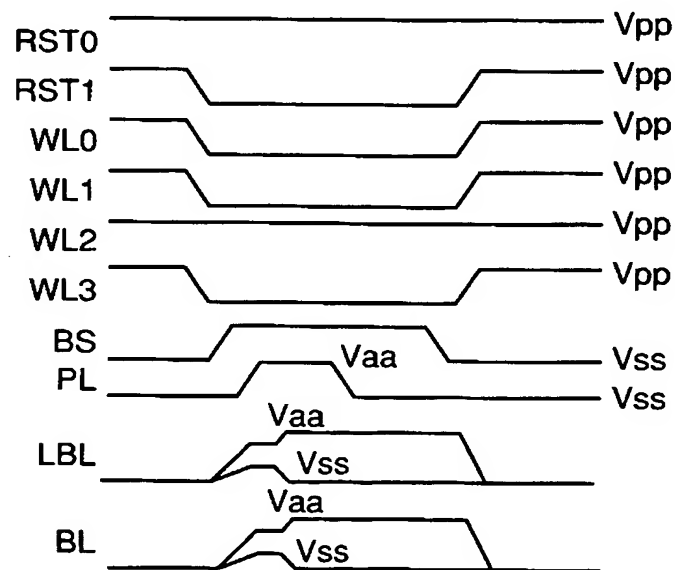 RST0 Vpp
RST1 Vpp
WL0 Vpp
WL1 Vpp
WL2 Vpp
WL3 Vpp
BS Vaa Vss
PL Vss
LBL Vaa Vss
BL Vaa Vss